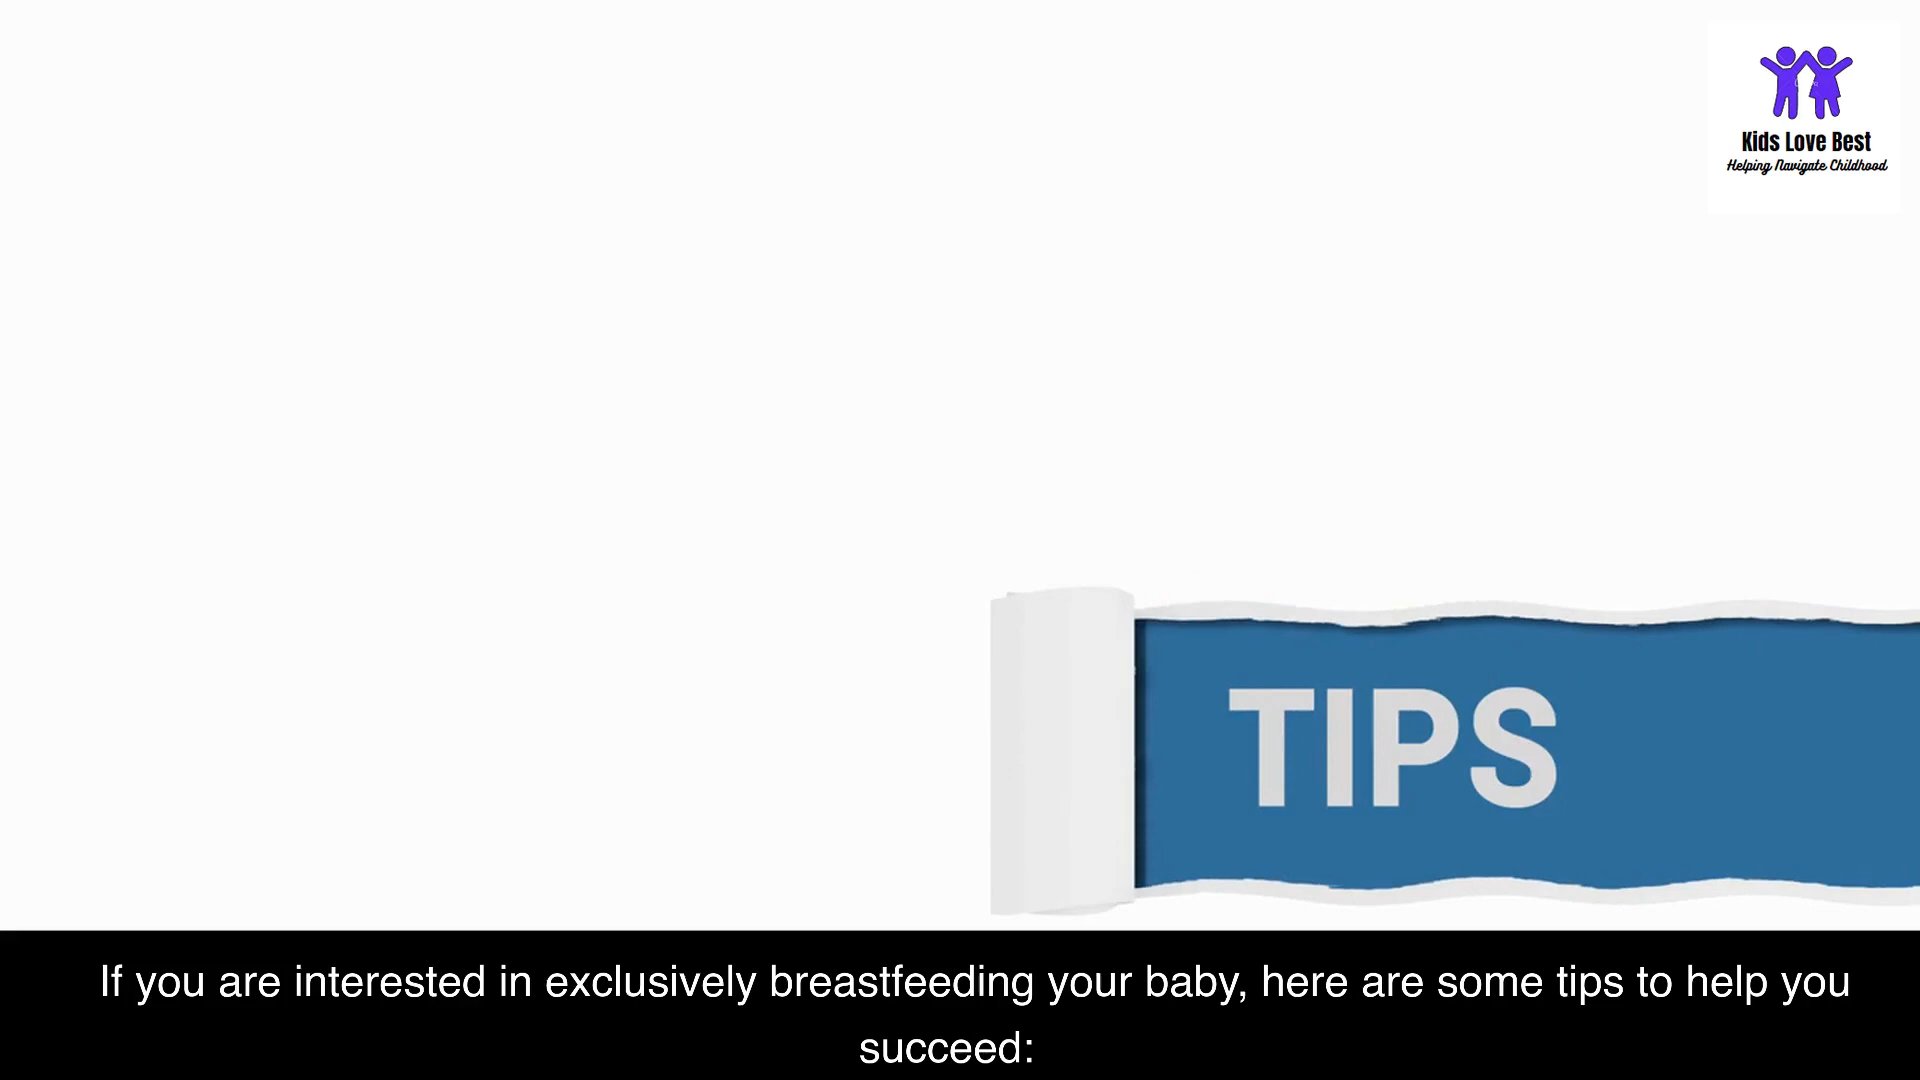 Kids Love Best
Helping Navigate Childhood
TIPS
If you are interested in exclusively breastfeeding your baby, here are some tips to help you
succeed: